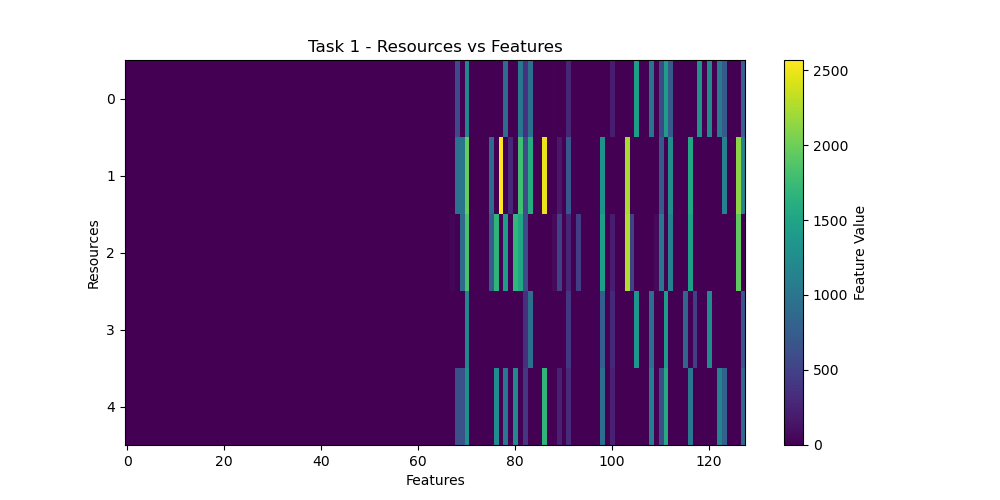 Task 1 - Resources vs Features
Resources
0
1
2
3
4
0 20 40 60 80 100 120
Features
2500
2000
1500
1000
500
0
Feature Value